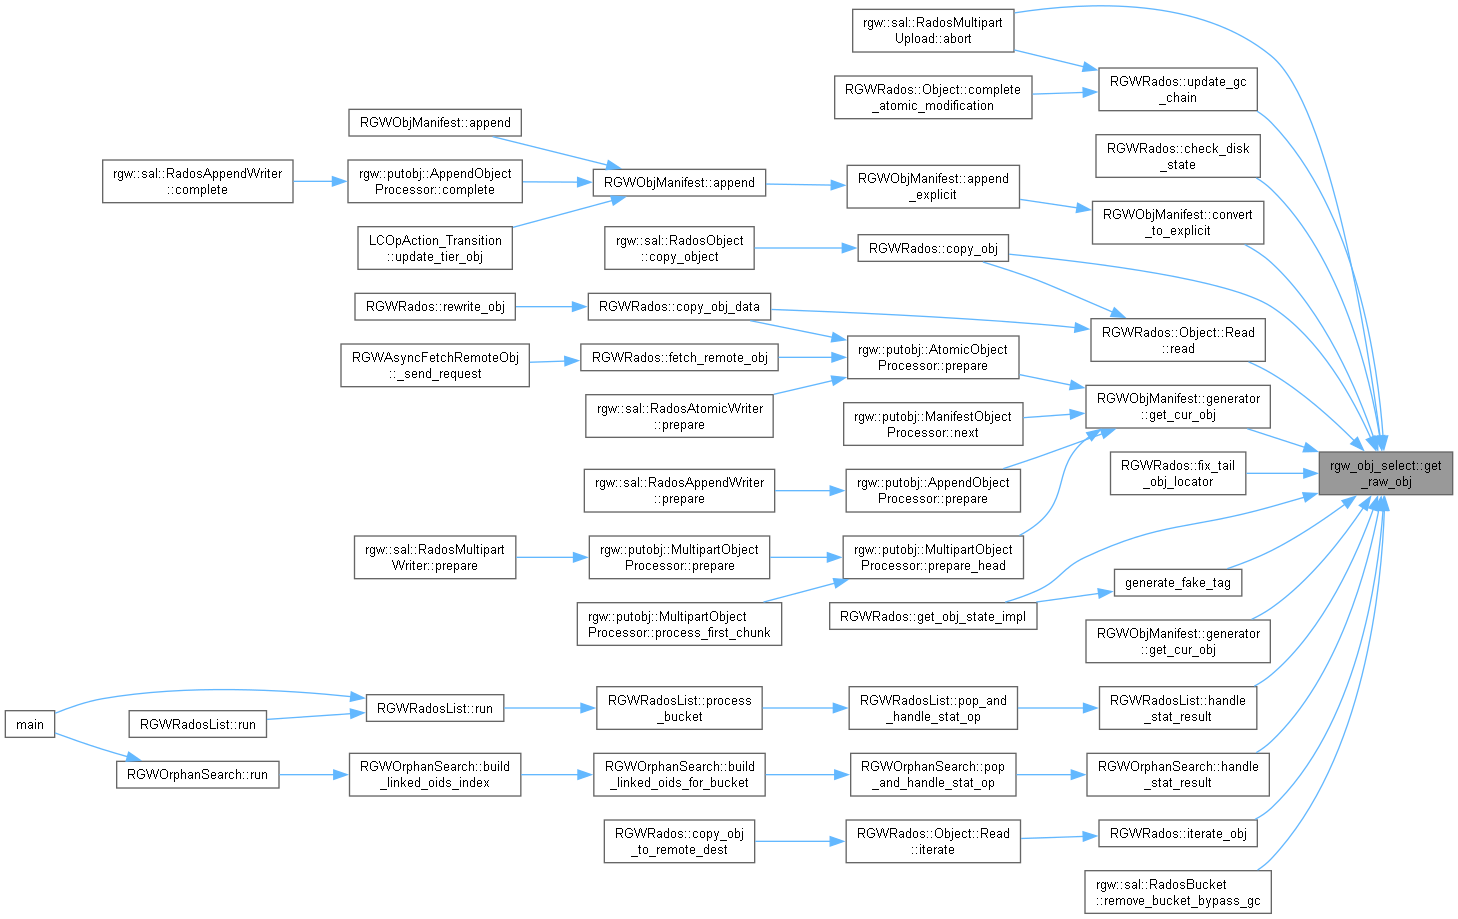 rgw::sal::RadosMultipart
Upload::abort
RGWRados::update_gc
_chain
RGWRados::Object::complete
_atomic_modification
RGWObjManifest::append
RGWRados::check_disk
_state
rgw::sal::RadosAppendWriter
::complete
rgw::putobj::AppendObject
Processor::complete
RGWObjManifest::append
RGWObjManifest::append
_explicit
RGWObjManifest::convert
_to_explicit
LCOpAction_Transition
::update_tier_obj
rgw::sal::RadosObject
::copy_object
RGWRados::copy_obj
RGWRados::rewrite_obj
RGWRados::copy_obj_data
RGWRados::Object::Read
::read
RGWAsyncFetchRemoteObj
::_send_request
RGWRados::fetch_remote_obj
rgw::putobj::AtomicObject
Processor::prepare
rgw::sal::RadosAtomicWriter
::prepare
rgw::putobj::ManifestObject
Processor::next
RGWObjManifest::generator
::get_cur_obj
rgw_obj_select::get
_raw_obj
RGWRados::fix_tail
_obj_locator
rgw::sal::RadosAppendWriter
::prepare
rgw::putobj::AppendObject
Processor::prepare
rgw::sal::RadosMultipart
Writer::prepare
rgw::putobj::MultipartObject
Processor::prepare
rgw::putobj::MultipartObject
Processor::prepare_head
generate_fake_tag
rgw::putobj::MultipartObject
Processor::process_first_chunk
RGWRados::get_obj_state_impl
RGWObjManifest::generator
::get_cur_obj
main
RGWRadosList::run
RGWRadosList::run
RGWRadosList::process
_bucket
RGWRadosList::pop_and
_handle_stat_op
RGWRadosList::handle
_stat_result
RGWOrphanSearch::run
RGWOrphanSearch::build
_linked_oids_index
RGWOrphanSearch::build
_linked_oids_for_bucket
RGWOrphanSearch::pop
_and_handle_stat_op
RGWOrphanSearch::handle
_stat_result
RGWRados::copy_obj
_to_remote_dest
RGWRados::Object::Read
::iterate
RGWRados::iterate_obj
rgw::sal::RadosBucket
::remove_bucket_bypass_gc